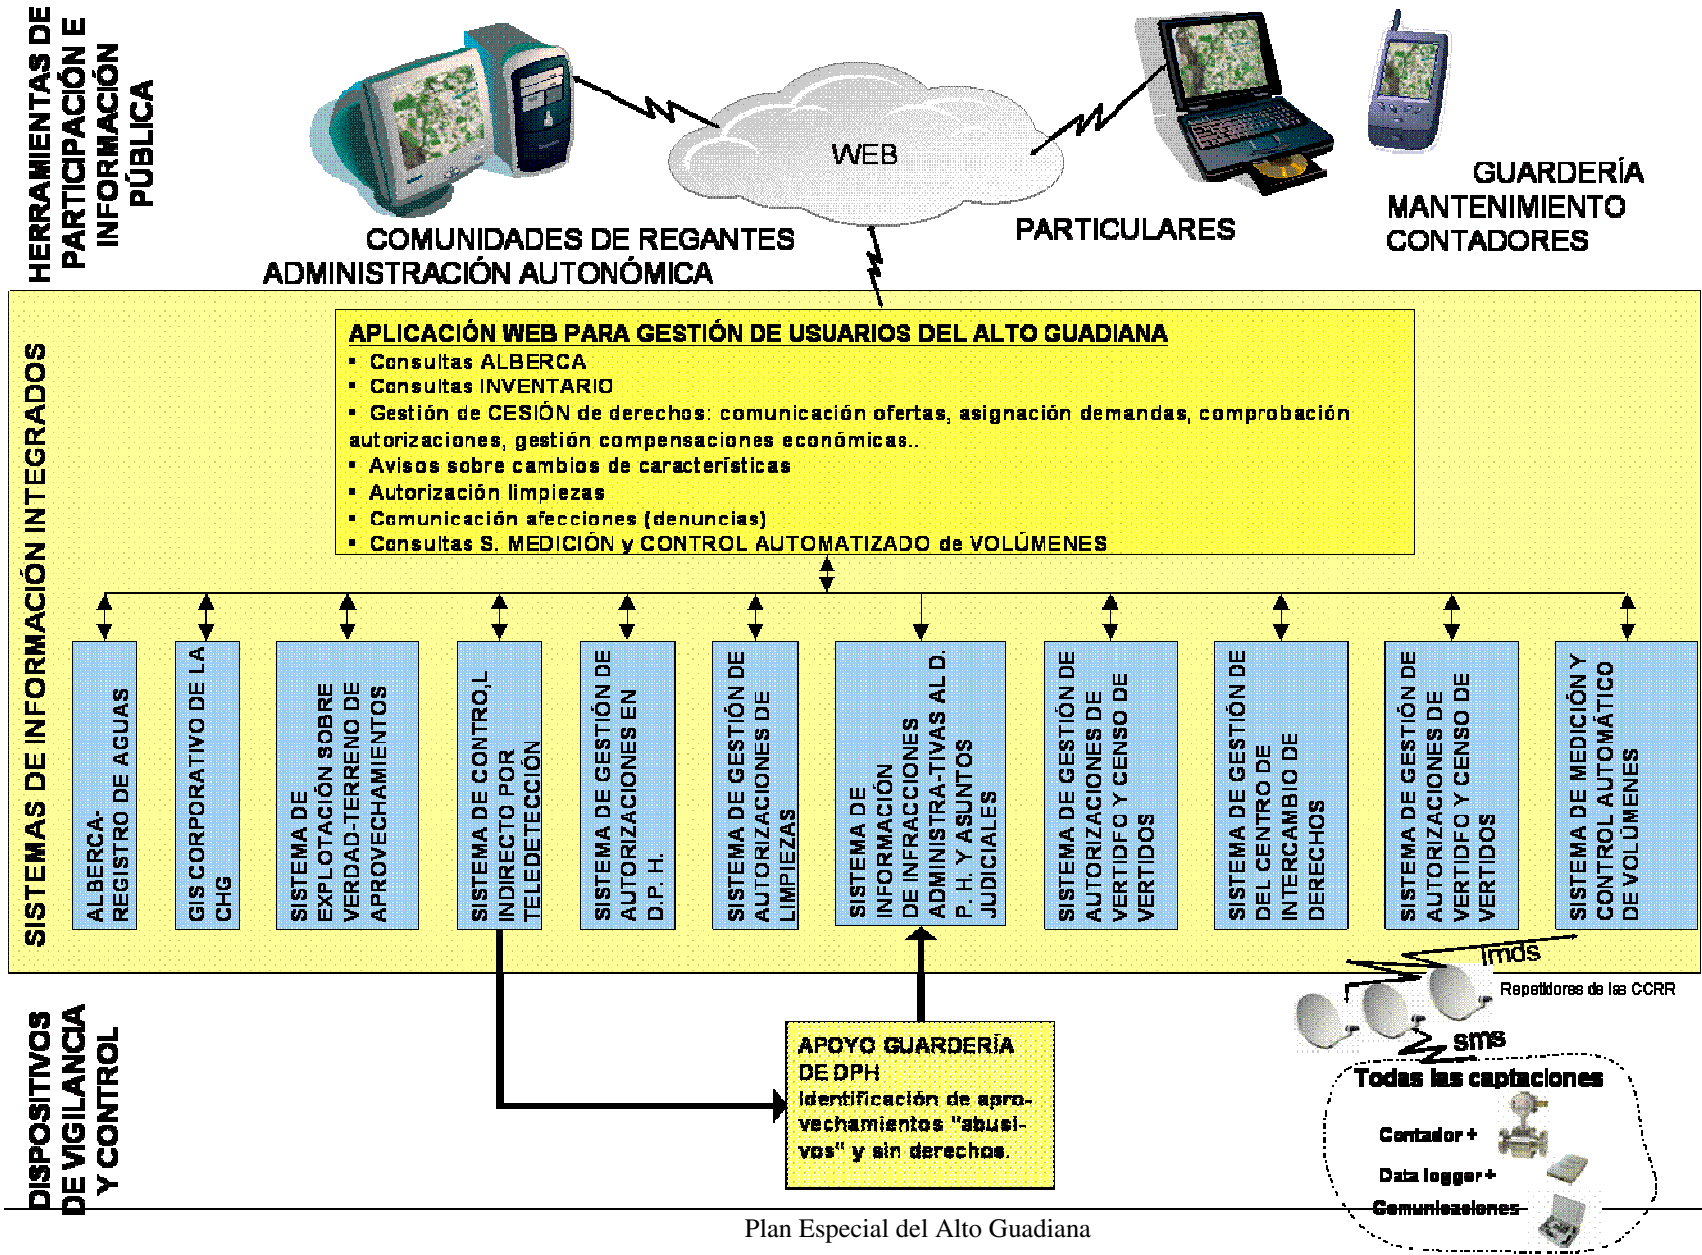 HERRAMIENTAS DE
PARTICIPACIÓN E
INFORMACIÓN
PÚBLICA
WEB
COMUNIDADES DE REGANTES
ADMINISTRACIÓN AUTONÓMICA
PARTICULARES
GUARDERÍA
MANTENIMIENTO
CONTADORES
SISTEMAS DE INFORMACIÓN INTEGRADOS
APLICACIÓN WEB PARA GESTIÓN DE USUARIOS DEL ALTO GUADIANA
▪ Consultas ALBERCA
▪ Consultas INVENTARIO
▪ Gestión de CESIÓN de derechos: comunicación ofertas, asignación demandas, comprobación
autorizaciones, gestión compensaciones económicas..
▪ Avisos sobre cambios de características
▪ Autorización limpiezas
▪ Comunicación afecciones (denuncias)
▪ Consultas S. MEDICIÓN y CONTROL AUTOMATIZADO de VOLÚMENES
ALBERCA-
REGISTRO DE AGUAS
GIS CORPORATIVO DE LA
CHG
SISTEMA DE
EXPLOTACIÓN SOBRE
VERDAD-TERRENO DE
APROVECHAMIENTOS
SISTEMA DE CONTRO,L
INDIRECTO POR
TELEDETECCIÓN
SISTEMA DE GESTIÓN DE
AUTORIZACIONES EN
D.P. H.
SISTEMA DE GESTIÓN DE
AUTORIZACIONES DE
LIMPIEZAS
SISTEMA DE
INFORMACIÓN
DE INFRACCIONES
ADMINISTRA-TIVAS AL D.
P. H. Y ASUNTOS
JUDICIALES
SISTEMA DE GESTIÓN DE
AUTORIZACIONES DE
VERTIDFO Y CENSO DE
VERTIDOS
SISTEMA DE GESTIÓN DE
DEL CENTRO DE
INTERCAMBIO DE
DERECHOS
SISTEMA DE GESTIÓN DE
AUTORIZACIONES DE
VERTIDFO Y CENSO DE
VERTIDOS
SISTEMA DE MEDICIÓN Y
CONTROL AUTOMÁTICO
DE VOLÚMENES
lmds
Repetidores de las CCRR
sms
DISPOSITIVOS
DE VIGILANCIA
Y CONTROL
APOYO GUARDERÍA
DE DPH
Identificación de apro-
vechamientos "abusi-
vos" y sin derechos.
Todas las captaciones
Contador +
Data logger +
Comunicaciones
Plan Especial del Alto Guadiana